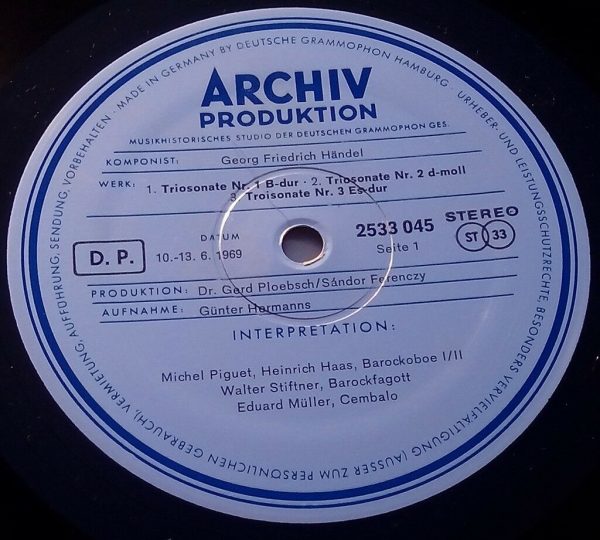 MADE IN GERMANY BY DEUTSCHE GRAMMOPHON HAMBURG · URHEBER- UND LEISTUNGSSCHUTZRECHTE, BESONDERS VERVIELFÄLTIGUNG (AUSSER ZUM PERSÖNLICHEN GEBRAUCH), VERMIETUNG, AUFFÜHRUNG, SENDUNG, VORBEHALTEN ·
ARCHIV
PRODUKTION
MUSIKHISTORISCHES STUDIO DER DEUTSCHEN GRAMMOPHON GES.
KOMPONIST: Georg Friedrich Händel
WERK: 1. Triosonate Nr. 1 B-dur · 2. Triosonate Nr. 2 d-moll
3. Troisonate Nr. 3 Es-dur
D. P.
DATUM
10.-13. 6. 1969
2533 045
Seite 1
STEREO
ST 33
PRODUKTION: Dr. Gerd Ploebsch/Sándor Ferenczy
AUFNAHME: Günter Hermanns
INTERPRETATION:
Michel Piguet, Heinrich Haas, Barockoboe I/II
Walter Stiftner, Barockfagott
Eduard Müller, Cembalo